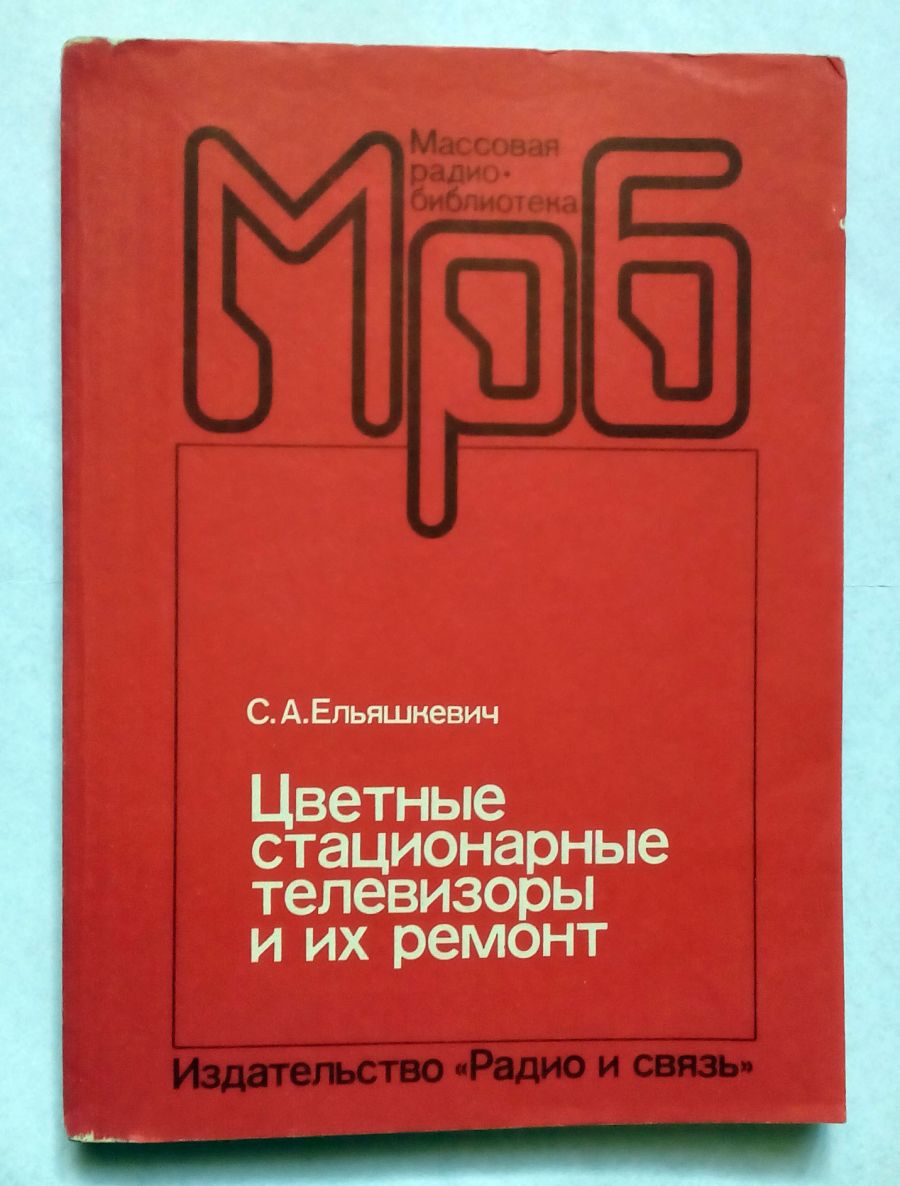 Массовая
радио-
библиотека
МРБ
С. А. Ельяшкевич
Цветные
стационарные
телевизоры
и их ремонт
Издательство «Радио и связь»